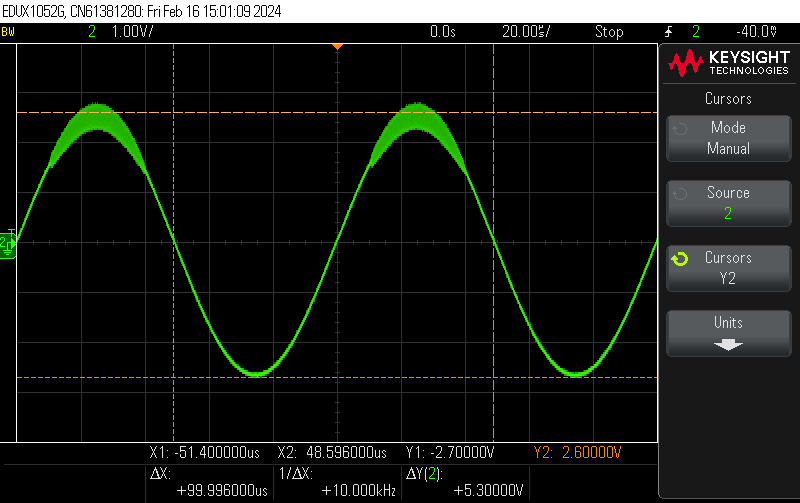 EDUX1052G, CN61381280: Fri Feb 16 15:01:09 2024
BW 2 1.00V/ 0.0s 20.00us/ Stop 2 -40.0V
KEYSIGHT
TECHNOLOGIES
Cursors
Mode
Manual
Source
2
Cursors
Y2
Units
T
2
X1: -51.400000us X2: 48.596000us Y1: -2.70000V Y2: 2.60000V
ΔX: 1/ΔX: ΔY(2):
+99.996000us +10.000kHz +5.30000V